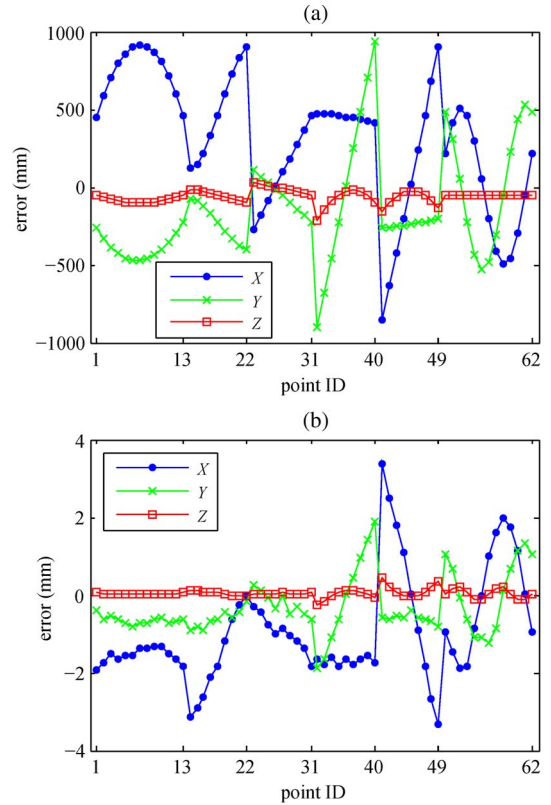 (a)
1000
500
0
−500
−1000
error (mm)
X
Y
Z
1 13 22 31 40 49 62
point ID
(b)
4
2
0
−2
−4
error (mm)
X
Y
Z
1 13 22 31 40 49 62
point ID